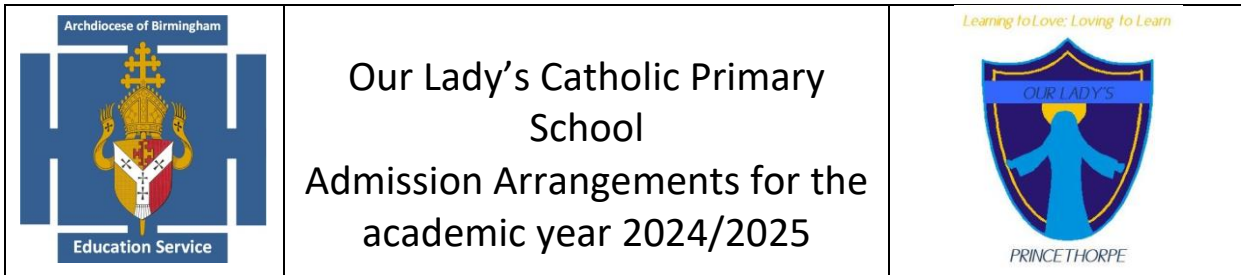 Archdiocese of Birmingham
Education Service
Our Lady’s Catholic Primary
School
Admission Arrangements for the
academic year 2024/2025
Learning to Love: Loving to Learn
OUR LADY'S
PRINCETHORPE